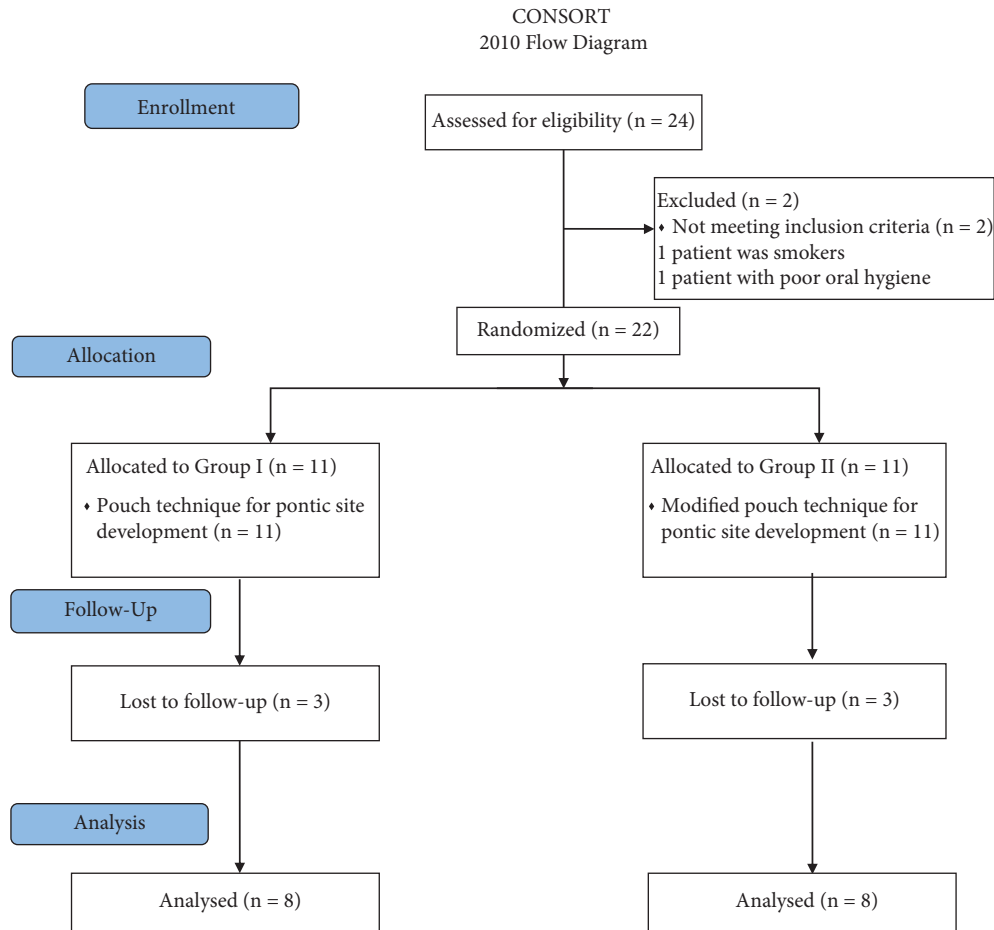 CONSORT
2010 Flow Diagram
Enrollment
Assessed for eligibility (n = 24)
Excluded (n = 2)
♦ Not meeting inclusion criteria (n = 2)
1 patient was smokers
1 patient with poor oral hygiene
Randomized (n = 22)
Allocation
Allocated to Group I (n = 11)
♦ Pouch technique for pontic site
development (n = 11)
Allocated to Group II (n = 11)
♦ Modified pouch technique for
pontic site development (n = 11)
Follow-Up
Lost to follow-up (n = 3)
Lost to follow-up (n = 3)
Analysis
Analysed (n = 8)
Analysed (n = 8)